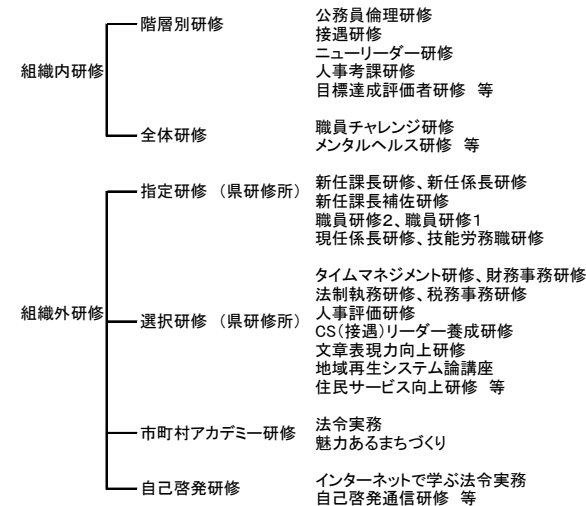 組織内研修
階層別研修
公務員倫理研修
接遇研修
ニューリーダー研修
人事考課研修
目標達成評価者研修 等
全体研修
職員チャレンジ研修
メンタルヘルス研修 等
組織外研修
指定研修 (県研修所)
新任課長研修、新任係長研修
新任課長補佐研修
職員研修2、職員研修1
現任係長研修、技能労務職研修
選択研修 (県研修所)
タイムマネジメント研修、財務事務研修
法制執務研修、税務事務研修
人事評価研修
CS(接遇)リーダー養成研修
文章表現力向上研修
地域再生システム論講座
住民サービス向上研修 等
市町村アカデミー研修
法令実務
魅力あるまちづくり
自己啓発研修
インターネットで学ぶ法令実務
自己啓発通信研修 等